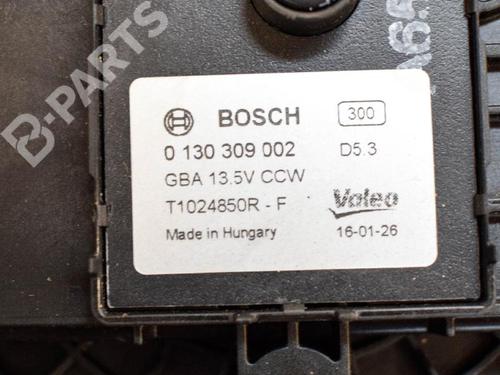 B-PARTS
BOSCH 300
0 130 309 002 D5.3
GBA 13.5V CCW
T1024850R - F Valeo
Made in Hungary 16-01-26